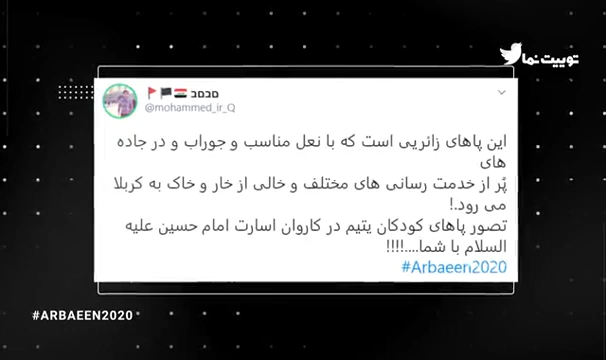 توییت نما
@mohammed_ir_Q
این پاهای زائریی است که با نعل مناسب و جوراب و در جاده
های
پُر از خدمت رسانی های مختلف و خالی از خار و خاک به کربلا
می رود.!
تصور پاهای کودکان یتیم در کاروان اسارت امام حسین علیه
السلام با شما....!!!!
#Arbaeen2020
#ARBAEEN2020